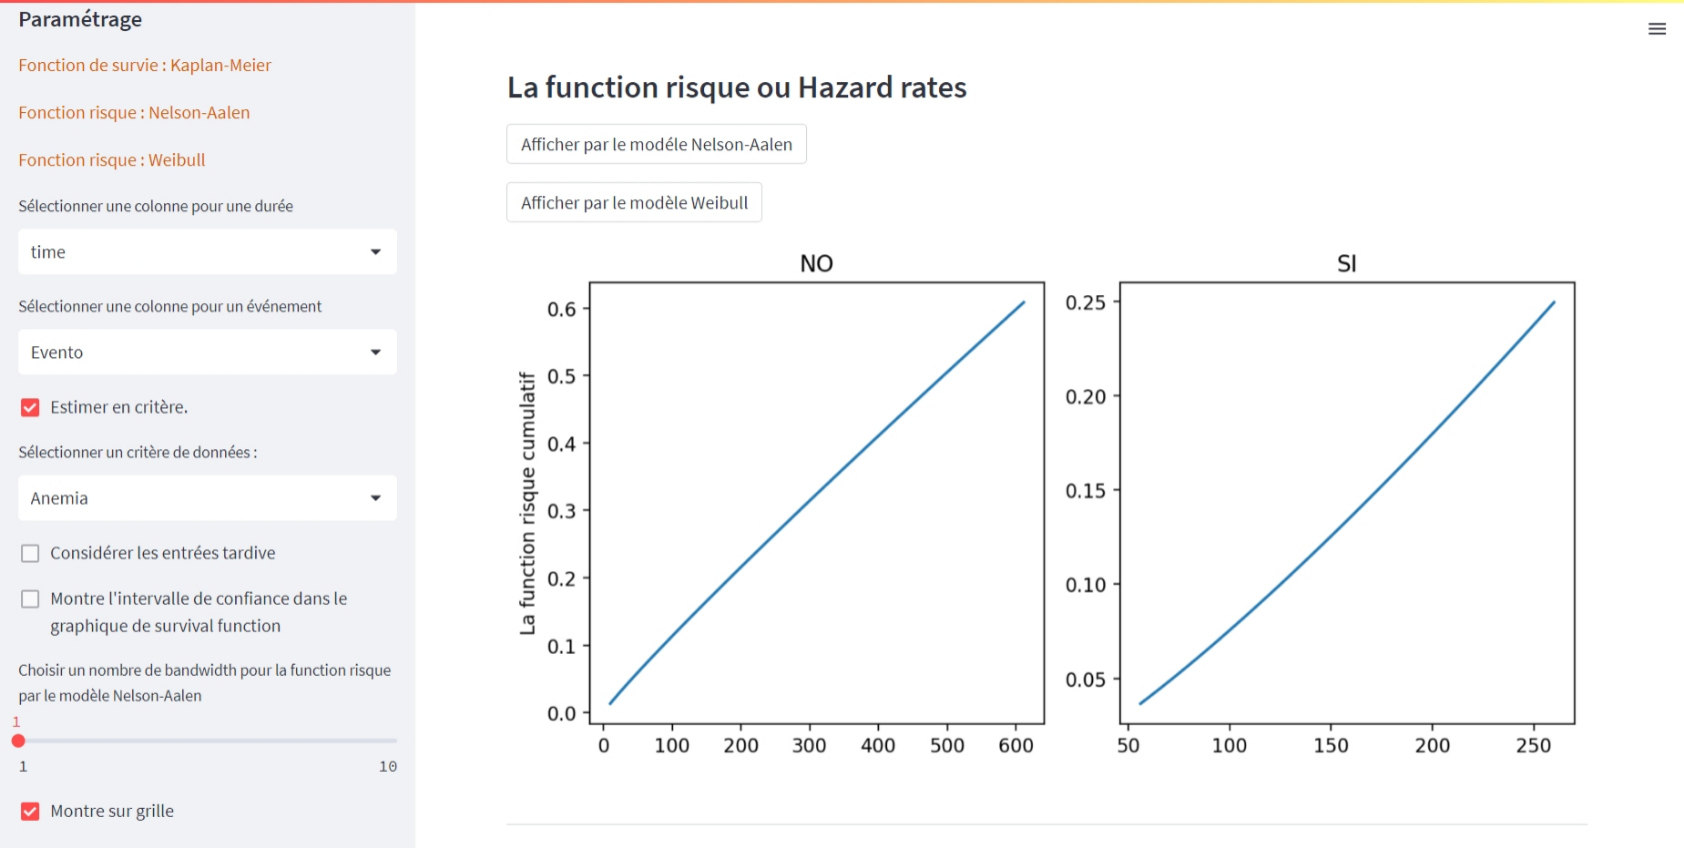 Paramétrage
Fonction de survie : Kaplan-Meier
Fonction risque : Nelson-Aalen
Fonction risque : Weibull
Sélectionner une colonne pour une durée
time
Sélectionner une colonne pour un événement
Evento
Estimer en critère.
Sélectionner un critère de données :
Anemia
Considérer les entrées tardive
Montre l'intervalle de confiance dans le
graphique de survival function
Choisir un nombre de bandwidth pour la function risque
par le modèle Nelson-Aalen
1
1 10
Montre sur grille
La function risque ou Hazard rates
Afficher par le modéle Nelson-Aalen
Afficher par le modèle Weibull
NO
La function risque cumulatif
0.6
0.5
0.4
0.3
0.2
0.1
0.0
0 100 200 300 400 500 600
SI
0.25
0.20
0.15
0.10
0.05
50 100 150 200 250